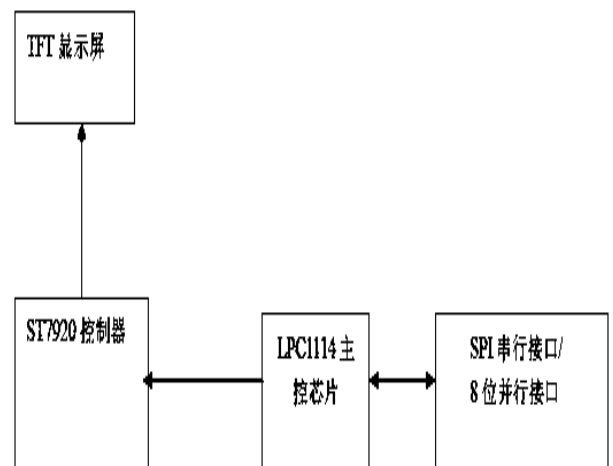 TFT 显示屏
ST7920 控制器
LPC1114 主
控芯片
SPI 串行接口/
8 位并行接口